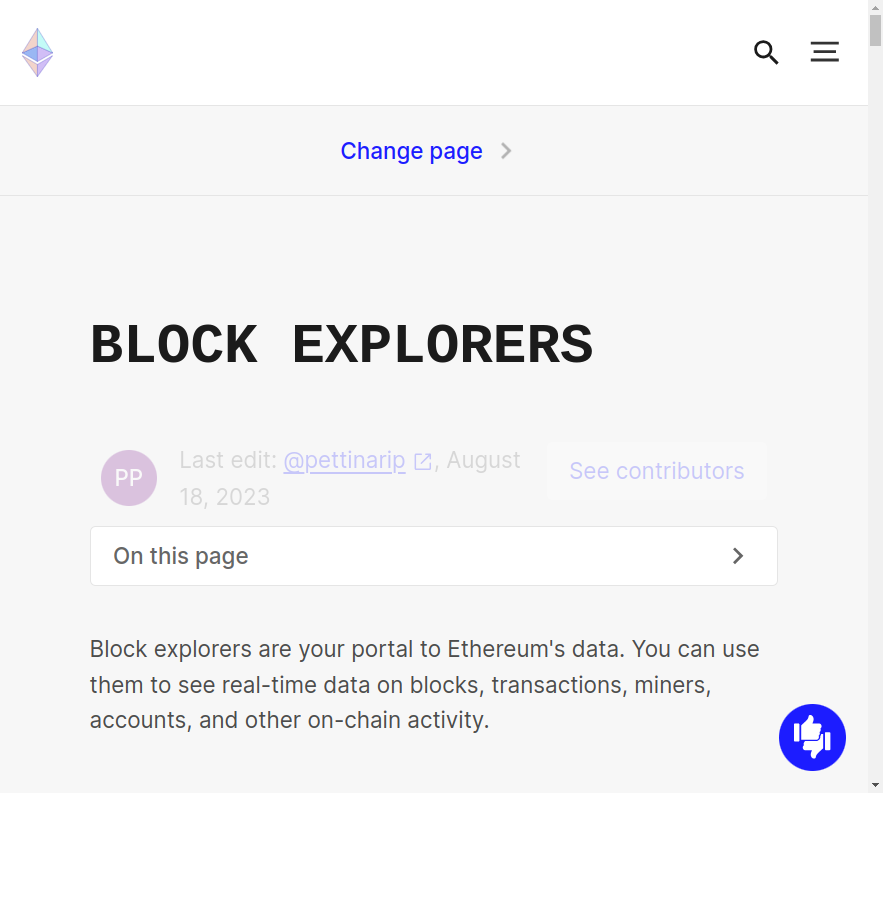 Change page
BLOCK EXPLORERS
PP
Last edit: @pettinarip, August
18, 2023
See contributors
On this page
Block explorers are your portal to Ethereum's data. You can use
them to see real-time data on blocks, transactions, miners,
accounts, and other on-chain activity.